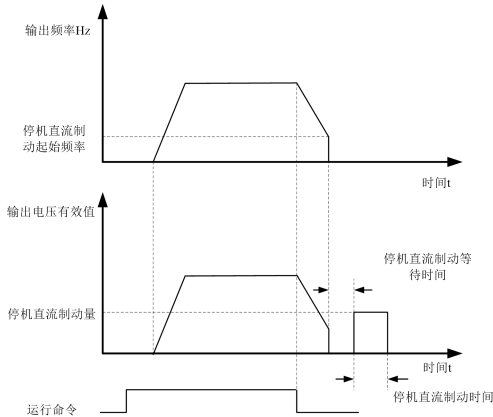 输出频率Hz
停机直流制
动起始频率
时间t
输出电压有效值
停机直流制动等
待时间
停机直流制动量
时间t
停机直流制动时间
运行命令